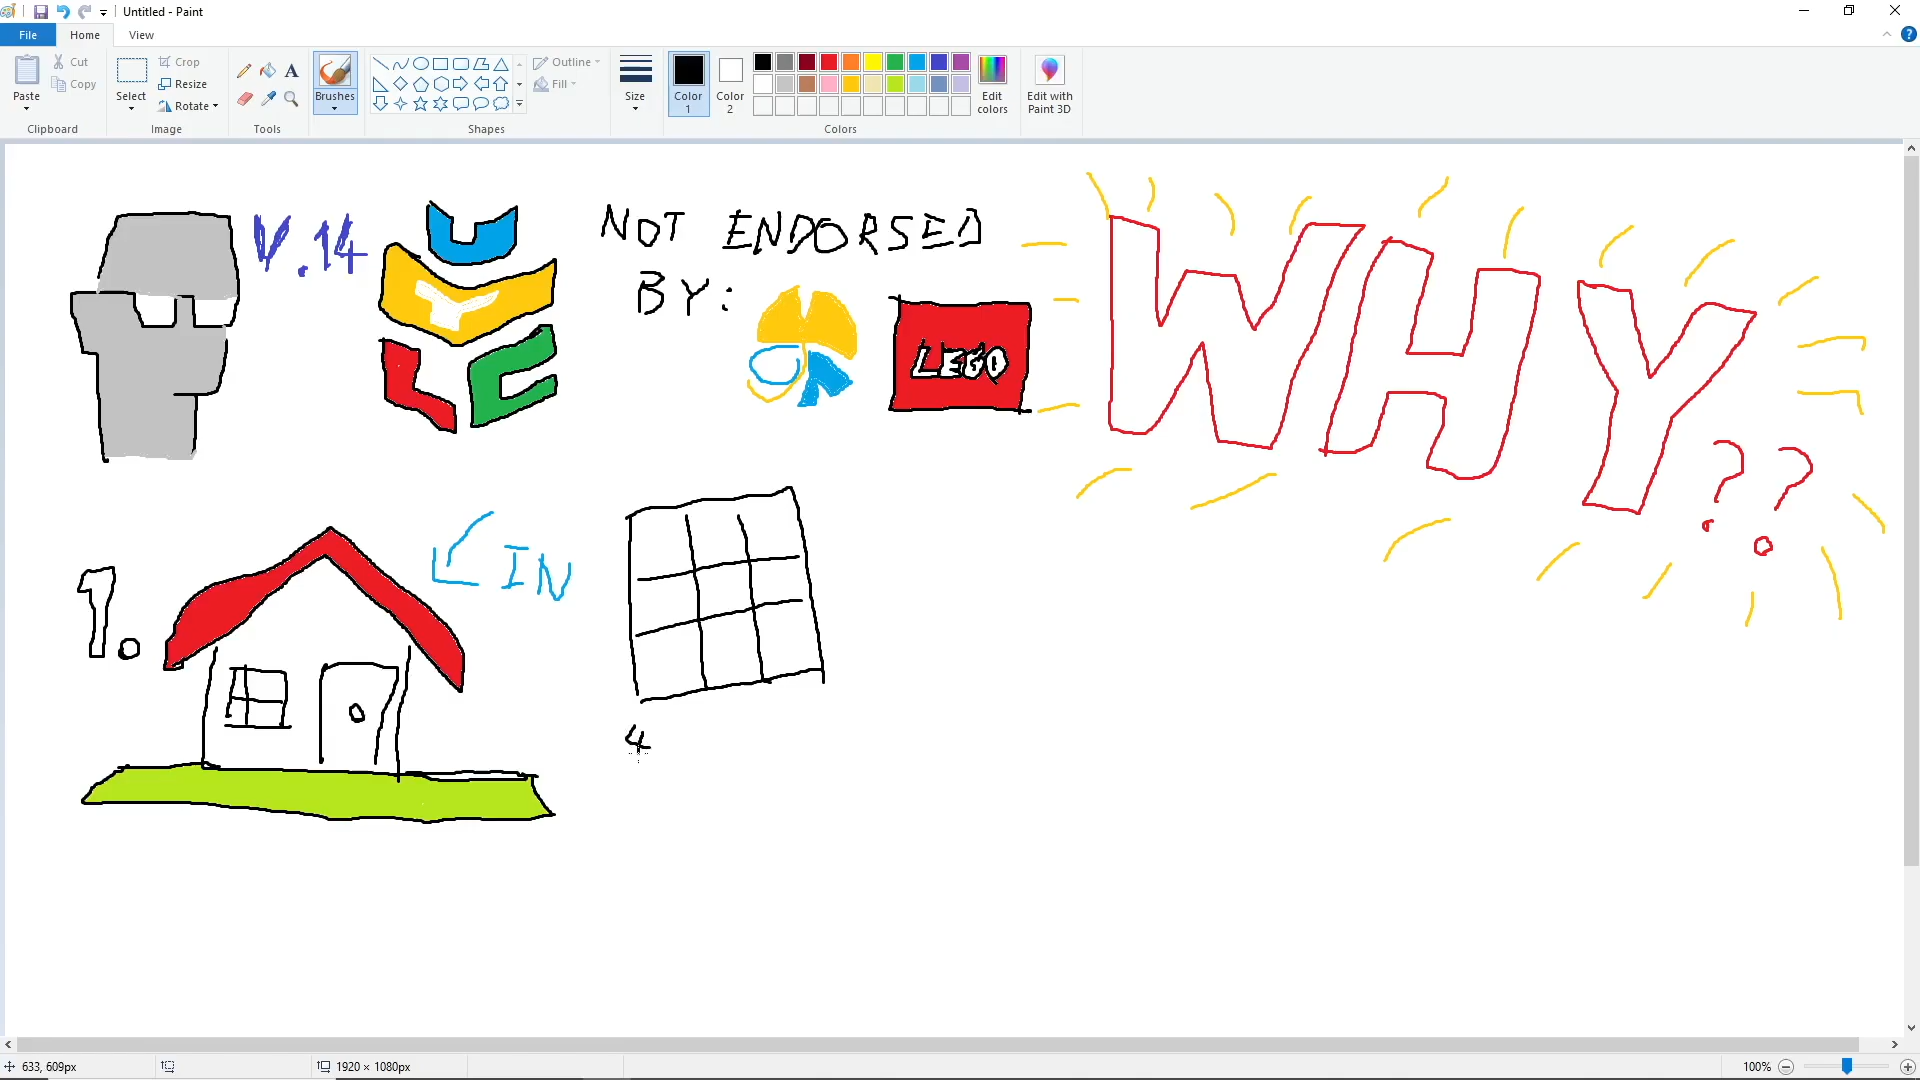 Untitled - Paint
File
Home
View
Paste
Cut
Copy
Clipboard
Select
Crop
Resize
Rotate
Image
A
Tools
Brushes
Shapes
Outline
Fill
Size
Color 1
Color 2
Colors
Edit colors
Edit with Paint 3D
V.14
U
Y
L C
NOT ENDORSED
BY:
LEGO
WHY??
1.
IN
4
633, 609px
1920 × 1080px
100%